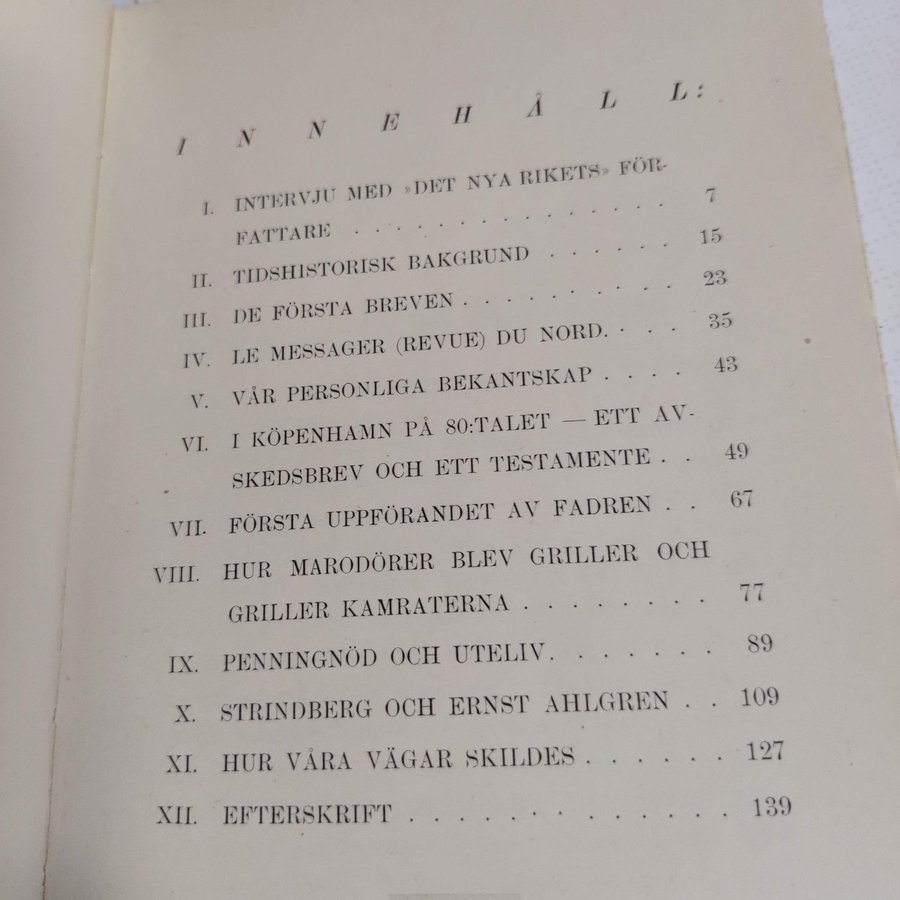 INNEHÅLL:
I. INTERVJU MED »DET NYA RIKETS» FÖR-
FATTARE . . . . . . . . . . . . . . 7
II. TIDSHISTORISK BAKGRUND . . . . . . 15
III. DE FÖRSTA BREVEN . . . . . . . . . . 23
IV. LE MESSAGER (REVUE) DU NORD. . . . 35
V. VÅR PERSONLIGA BEKANTSKAP . . . . 43
VI. I KÖPENHAMN PÅ 80:TALET — ETT AV-
SKEDSBREV OCH ETT TESTAMENTE . . 49
VII. FÖRSTA UPPFÖRANDET AV FADREN . . 67
VIII. HUR MARODÖRER BLEV GRILLER OCH
GRILLER KAMRATERNA . . . . . . . . 77
IX. PENNINGNÖD OCH UTELIV . . . . . . . 89
X. STRINDBERG OCH ERNST AHLGREN . . 109
XI. HUR VÅRA VÄGAR SKILDES . . . . . . 127
XII. EFTERSKRIFT . . . . . . . . . . . . 139